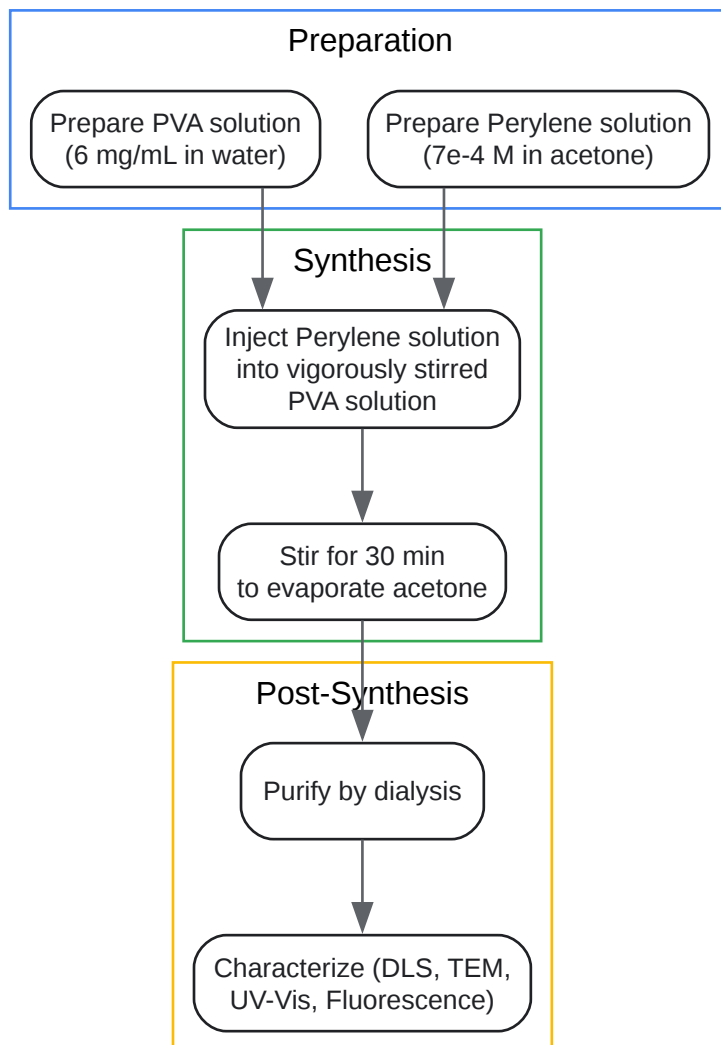 Preparation
Prepare PVA solution
(6 mg/mL in water)
Prepare Perylene solution
(7e-4 M in acetone)
Synthesis
Inject Perylene solution
into vigorously stirred
PVA solution
Stir for 30 min
to evaporate acetone
Post-Synthesis
Purify by dialysis
Characterize (DLS, TEM,
UV-Vis, Fluorescence)